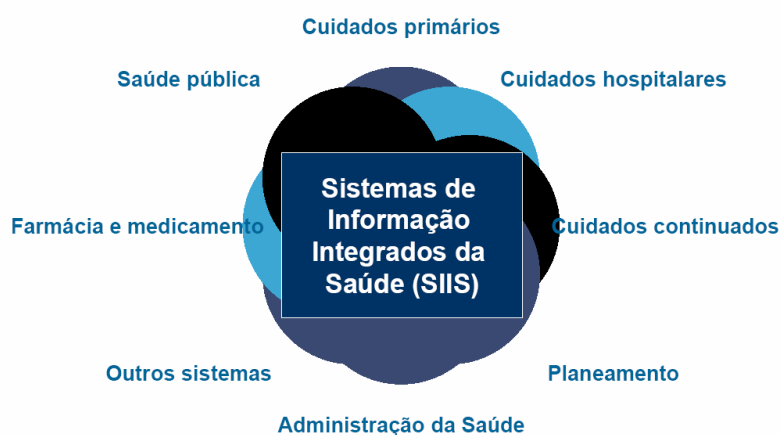 Cuidados primários
Saúde pública
Cuidados hospitalares
Sistemas de
Informação
Integrados da
Saúde (SIIS)
Farmácia e medicamento
Cuidados continuados
Outros sistemas
Planeamento
Administração da Saúde